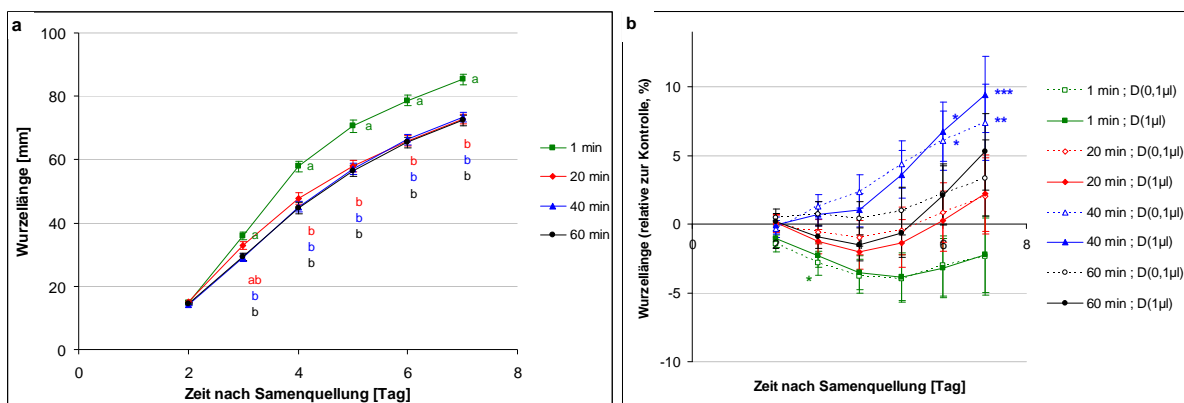 a
Wurzellänge [mm]
100
80
60
40
20
0
0
2
4
6
8
Zeit nach Samenquellung [Tag]
a
a
a
a
a
ab
b
b
b
b
b
b
b
b
b
b
b
b
b
b
1 min
20 min
40 min
60 min
b
Wurzellänge (relative zur Kontrolle, %)
10
5
0
-5
-10
0
8
Zeit nach Samenquellung [Tag]
*
*
*
***
**
*
1 min ; D(0,1µl)
1 min ; D(1µl)
20 min ; D(0,1µl)
20 min ; D(1µl)
40 min ; D(0,1µl)
40 min ; D(1µl)
60 min ; D(0,1µl)
60 min ; D(1µl)